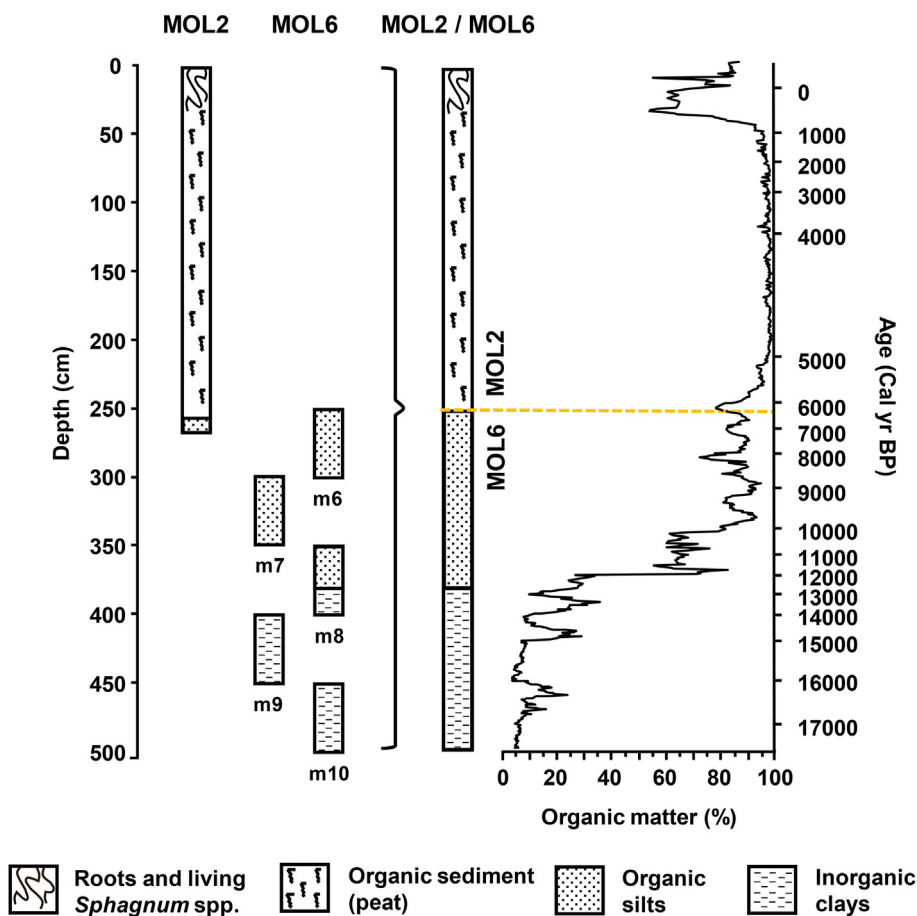 MOL2 MOL6 MOL2 / MOL6
Depth (cm)
0
50
100
150
200
250
300
350
400
450
500
m6
m7
m8
m9
m10
MOL2
MOL6
0
1000
2000
3000
4000
5000
6000
7000
8000
9000
10000
11000
12000
13000
14000
15000
16000
17000
Age (Cal yr BP)
0 20 40 60 80 100
Organic matter (%)
Roots and living
Sphagnum spp.
Organic sediment
(peat)
Organic
silts
Inorganic
clays